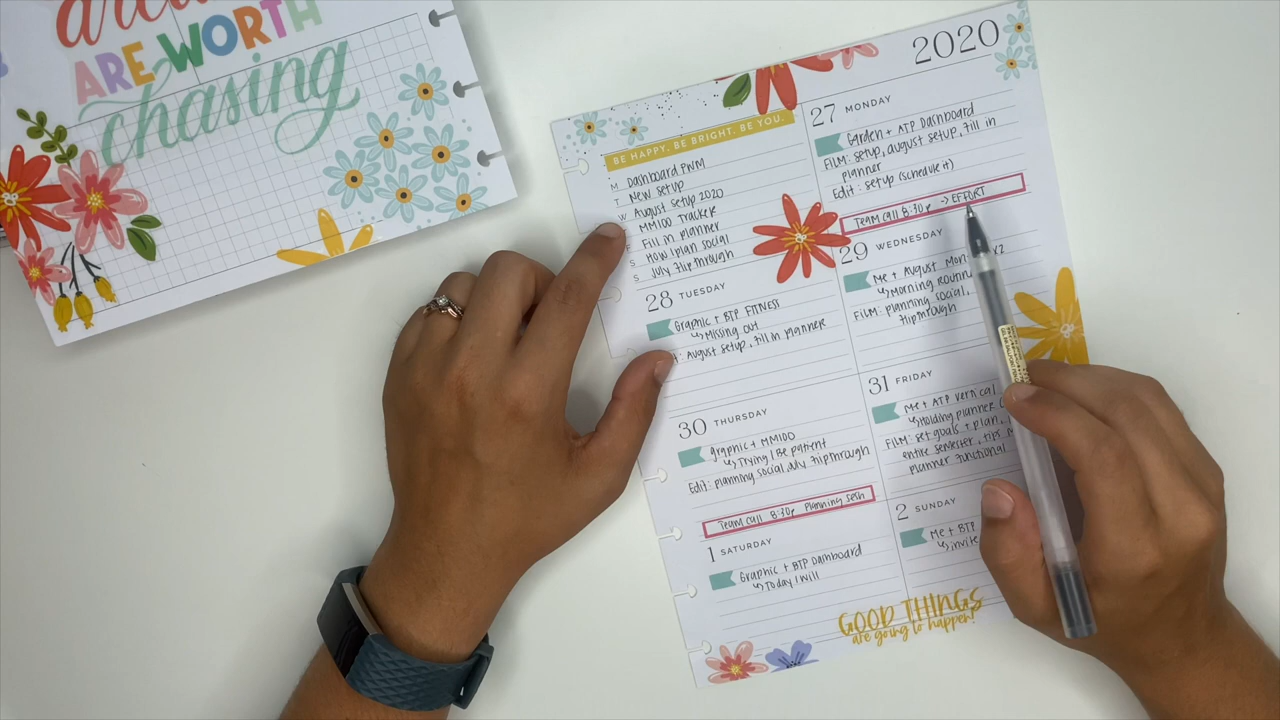 ARE WORTH
chasing
2020
BE HAPPY. BE BRIGHT. BE YOU.
M Dashboard PWM
T New setup
W August setup 2020
MM100 Tracker
F Fill in planner
S How I plan social
S July flipthrough
27 MONDAY
Garden + ATP Dashboard
FILM: setup, august setup, fill in
planner
Edit: setup (schedule it)
Team call 8:30p → EFFORT
28 TUESDAY
Graphic + BTP FITNESS
↳ Missing out
: August setup, fill in planner
29 WEDNESDAY
Me + August x2
↳ Morning routine
FILM: planning social,
flipthrough
30 THURSDAY
graphic + MM100
↳ Trying / Be patient
Edit: planning social, July flipthrough
Team call 8:30p Planning sesh
31 FRIDAY
Me + ATP vertical
↳ Holding planner
FILM: set goals + plan,
entire semester, tips
planner functional
1 SATURDAY
Graphic + BTP Dashboard
↳ Today I will
2 SUNDAY
Me + BTP
↳ invite
GOOD THINGS
are going to happen!